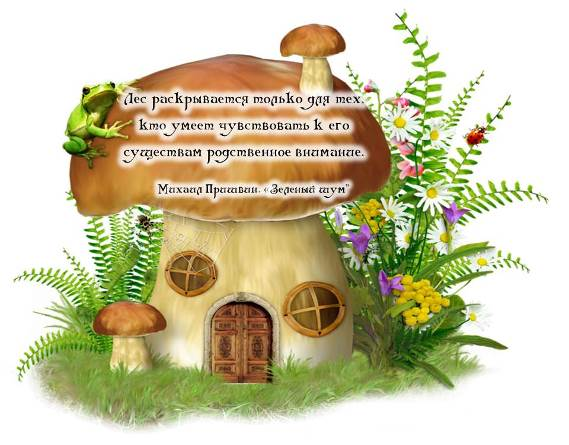 Лес раскрывается только для тех,
кто умеет чувствовать к его
существам родственное внимание.
Михаил Пришвин. «Зеленый шум"